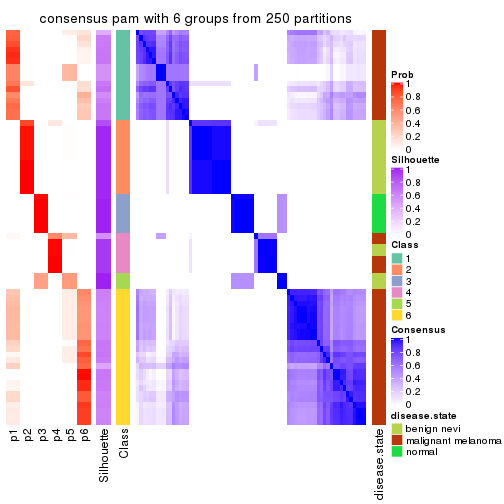 consensus pam with 6 groups from 250 partitions
Prob
1
0.8
0.6
0.4
0.2
0
Silhouette
1
0.8
0.6
0.4
0.2
0
Class
1
2
3
4
5
6
Consensus
1
0.8
0.6
0.4
0.2
0
disease.state
benign nevi
malignant melanoma
normal
p1
p2
p3
p4
p5
p6
Silhouette
Class
disease.state